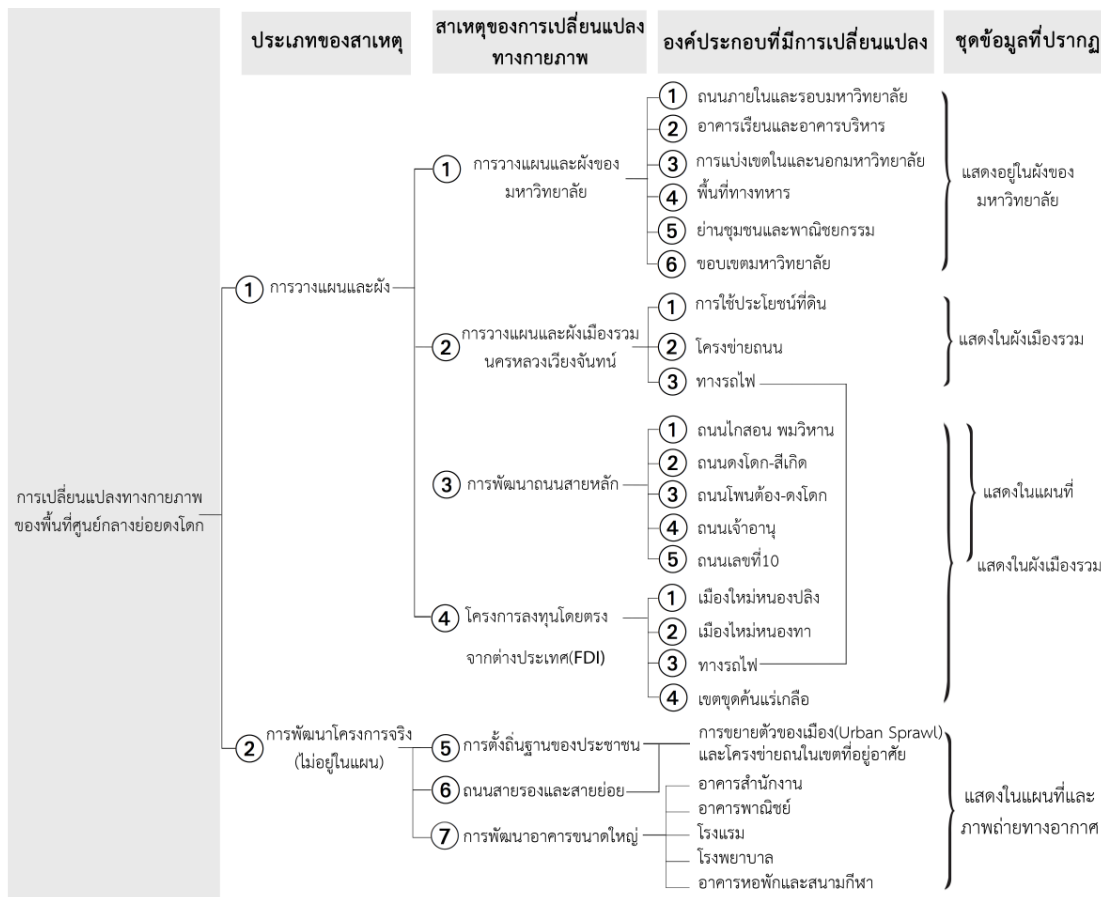 ประเภทของสาเหตุ
สาเหตุของการเปลี่ยนแปลง
ทางกายภาพ
องค์ประกอบที่มีการเปลี่ยนแปลง
ชุดข้อมูลที่ปรากฏ
การเปลี่ยนแปลงทางกายภาพ
ของพื้นที่ศูนย์กลางย่อยดงโดก
1 การวางแผนและผัง
1 การวางแผนและผังของ
มหาวิทยาลัย
1 ถนนภายในและรอบมหาวิทยาลัย
2 อาคารเรียนและอาคารบริหาร
3 การแบ่งเขตในและนอกมหาวิทยาลัย
4 พื้นที่ทางทหาร
5 ย่านชุมชนและพาณิชยกรรม
6 ขอบเขตมหาวิทยาลัย
แสดงอยู่ในผังของ
มหาวิทยาลัย
2 การวางแผนและผังเมืองรวม
นครหลวงเวียงจันทน์
1 การใช้ประโยชน์ที่ดิน
2 โครงข่ายถนน
3 ทางรถไฟ
แสดงในผังเมืองรวม
3 การพัฒนาถนนสายหลัก
1 ถนนไกสอน พมวิหาน
2 ถนนดงโดก-สีเกิด
3 ถนนโพนต้อง-ดงโดก
4 ถนนเจ้าอานุ
5 ถนนเลขที่10
แสดงในแผนที่
แสดงในผังเมืองรวม
4 โครงการลงทุนโดยตรง
จากต่างประเทศ(FDI)
1 เมืองใหม่หนองปลิง
2 เมืองใหม่หนองทา
3 ทางรถไฟ
4 เขตขุดค้นแร่เกลือ
2 การพัฒนาโครงการจริง
(ไม่อยู่ในแผน)
5 การตั้งถิ่นฐานของประชาชน
6 ถนนสายรองและสายย่อย
7 การพัฒนาอาคารขนาดใหญ่
การขยายตัวของเมือง(Urban Sprawl)
และโครงข่ายถนในเขตที่อยู่อาศัย
อาคารสำนักงาน
อาคารพาณิชย์
โรงแรม
โรงพยาบาล
อาคารหอพักและสนามกีฬา
แสดงในแผนที่และ
ภาพถ่ายทางอากาศ